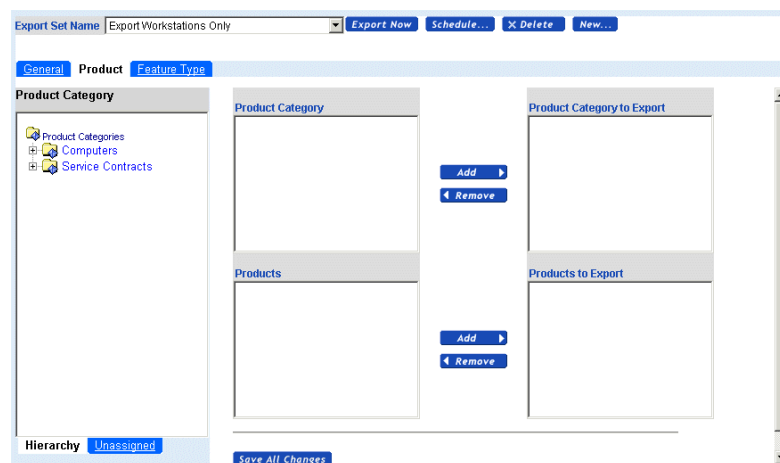 Export Set Name Export Workstations Only Export Now Schedule... X Delete New...
General Product Feature Type
Product Category
Product Categories
Computers
Service Contracts
Product Category
Product Category to Export
Add
Remove
Products
Products to Export
Add
Remove
Hierarchy Unassigned
Save All Changes